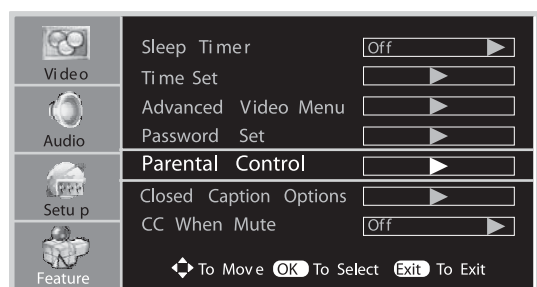 Video
Audio
Setup
Feature
Sleep Timer Off
Time Set
Advanced Video Menu
Password Set
Parental Control
Closed Caption Options
CC When Mute Off
To Move OK To Select Exit To Exit